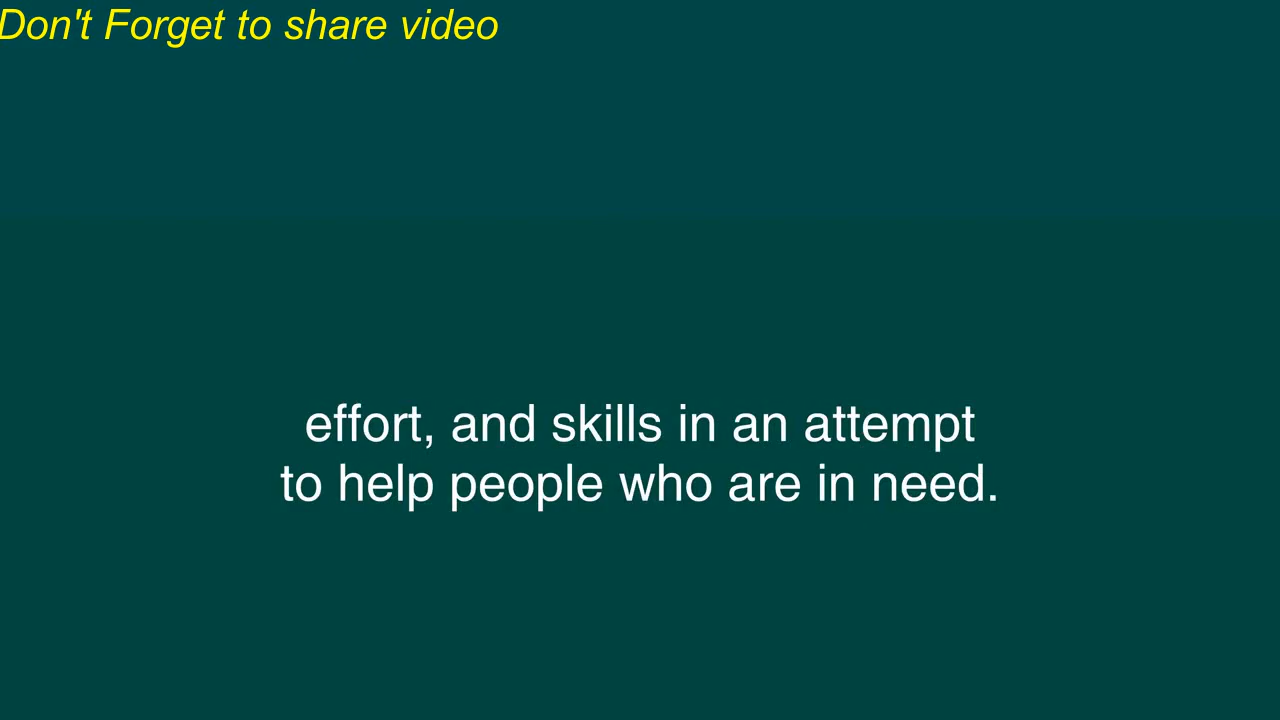 Don't Forget to share video
effort, and skills in an attempt
to help people who are in need.